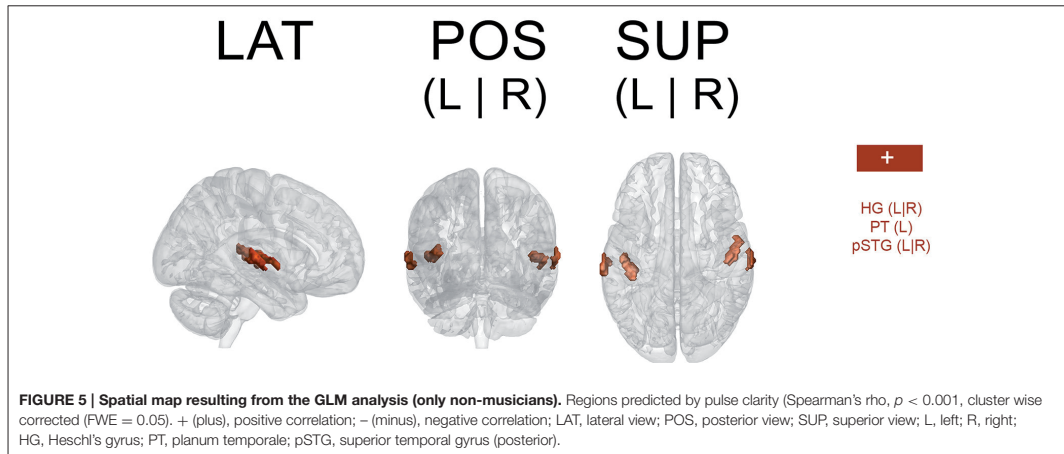 LAT
POS
(L | R)
SUP
(L | R)
+
HG (L|R)
PT (L)
pSTG (L|R)
FIGURE 5 | Spatial map resulting from the GLM analysis (only non-musicians). Regions predicted by pulse clarity (Spearman's rho, p < 0.001, cluster wise
corrected (FWE = 0.05). + (plus), positive correlation; – (minus), negative correlation; LAT, lateral view; POS, posterior view; SUP, superior view; L, left; R, right;
HG, Heschl's gyrus; PT, planum temporale; pSTG, superior temporal gyrus (posterior).